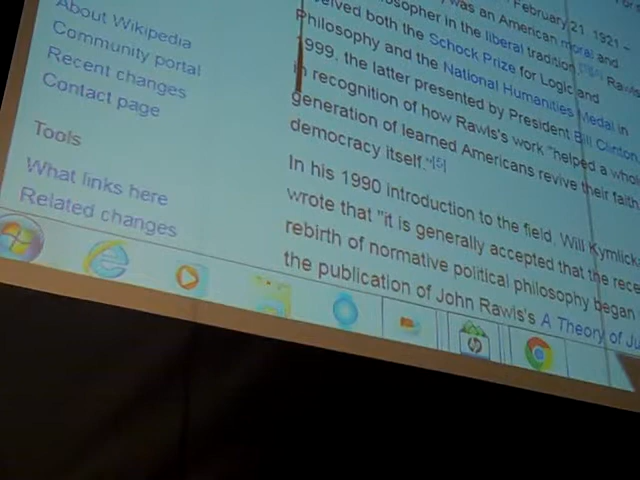 February 21, 1921 –
was an American moral and
philosopher in the liberal tradition. Rawls
received both the Schock Prize for Logic and
Philosophy and the National Humanities Medal in
1999, the latter presented by President Bill Clinton,
in recognition of how Rawls's work "helped a whole
generation of learned Americans revive their faith
democracy itself."[5]
In his 1990 introduction to the field, Will Kymlicka
wrote that "it is generally accepted that the rece
rebirth of normative political philosophy began
the publication of John Rawls's A Theory of Ju
About Wikipedia
Community portal
Recent changes
Contact page
Tools
What links here
Related changes
hp